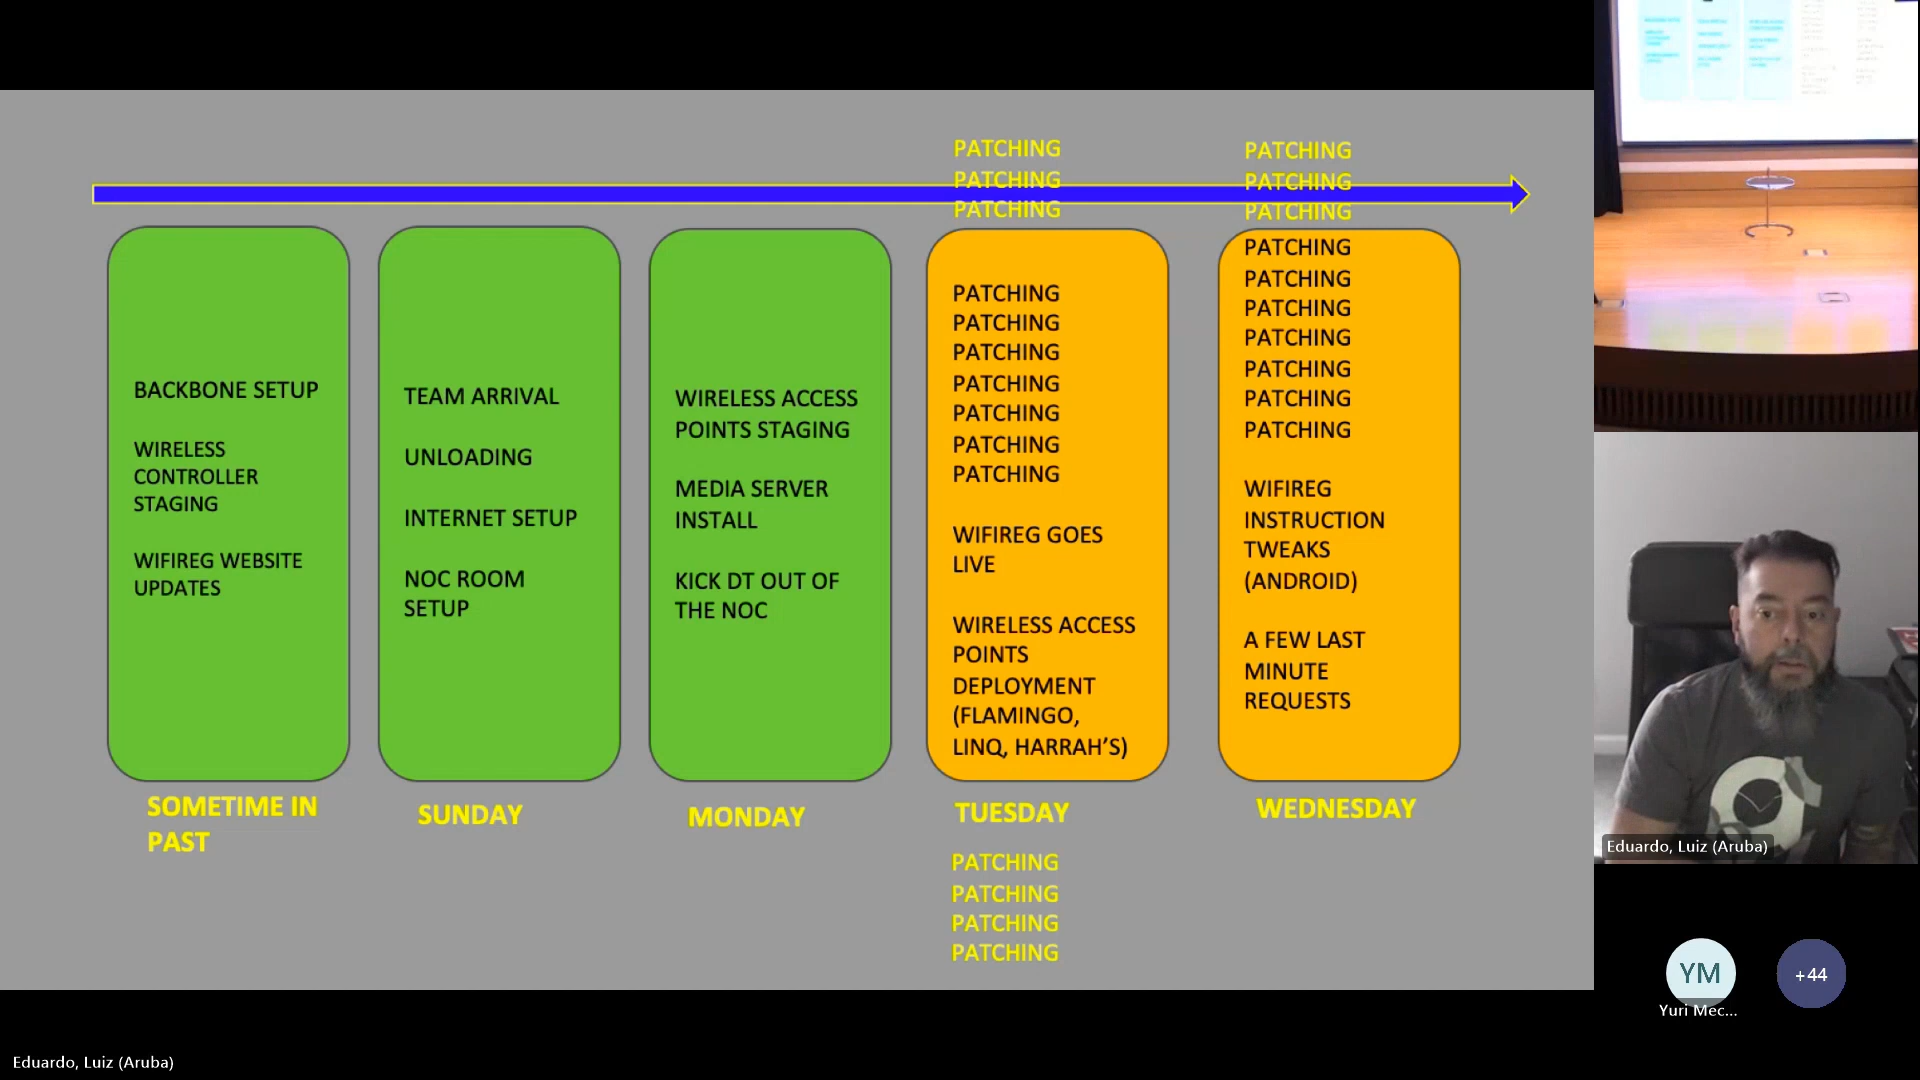 PATCHING
PATCHING
PATCHING
PATCHING
PATCHING
PATCHING
BACKBONE SETUP
WIRELESS
CONTROLLER
STAGING
WIFIREG WEBSITE
UPDATES
SOMETIME IN
PAST
TEAM ARRIVAL
UNLOADING
INTERNET SETUP
NOC ROOM
SETUP
SUNDAY
WIRELESS ACCESS
POINTS STAGING
MEDIA SERVER
INSTALL
KICK DT OUT OF
THE NOC
MONDAY
PATCHING
PATCHING
PATCHING
PATCHING
PATCHING
PATCHING
PATCHING
WIFIREG GOES
LIVE
WIRELESS ACCESS
POINTS
DEPLOYMENT
(FLAMINGO,
LINQ, HARRAH'S)
TUESDAY
PATCHING
PATCHING
PATCHING
PATCHING
PATCHING
PATCHING
PATCHING
PATCHING
PATCHING
PATCHING
PATCHING
WIFIREG
INSTRUCTION
TWEAKS
(ANDROID)
A FEW LAST
MINUTE
REQUESTS
WEDNESDAY
Eduardo, Luiz (Aruba)
YM
+44
Yuri Mec...
Eduardo, Luiz (Aruba)